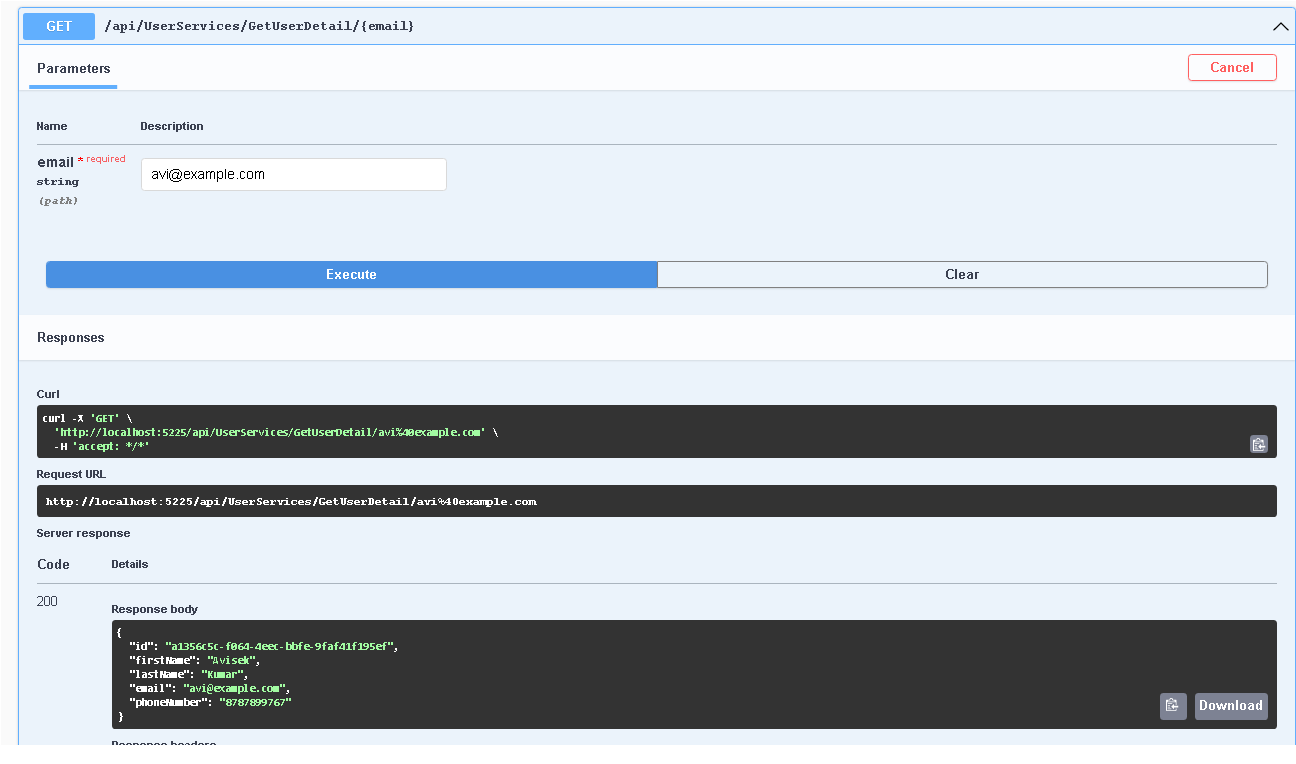 GET /api/UserServices/GetUserDetail/{email}
Parameters
Cancel
Name Description
email * required
string
(path)
avi@example.com
Execute
Clear
Responses
Curl
curl -X 'GET' \
'http://localhost:5225/api/UserServices/GetUserDetail/avi%40example.com' \
-H 'accept: */*'
Request URL
http://localhost:5225/api/UserServices/GetUserDetail/avi%40example.com
Server response
Code Details
200
Response body
{
"id": "a1356c5c-f064-4eec-bbfe-9faf41f195ef",
"firstName": "Avisek",
"lastName": "Kumar",
"email": "avi@example.com",
"phoneNumber": "8787899767"
}
Download
Response headers